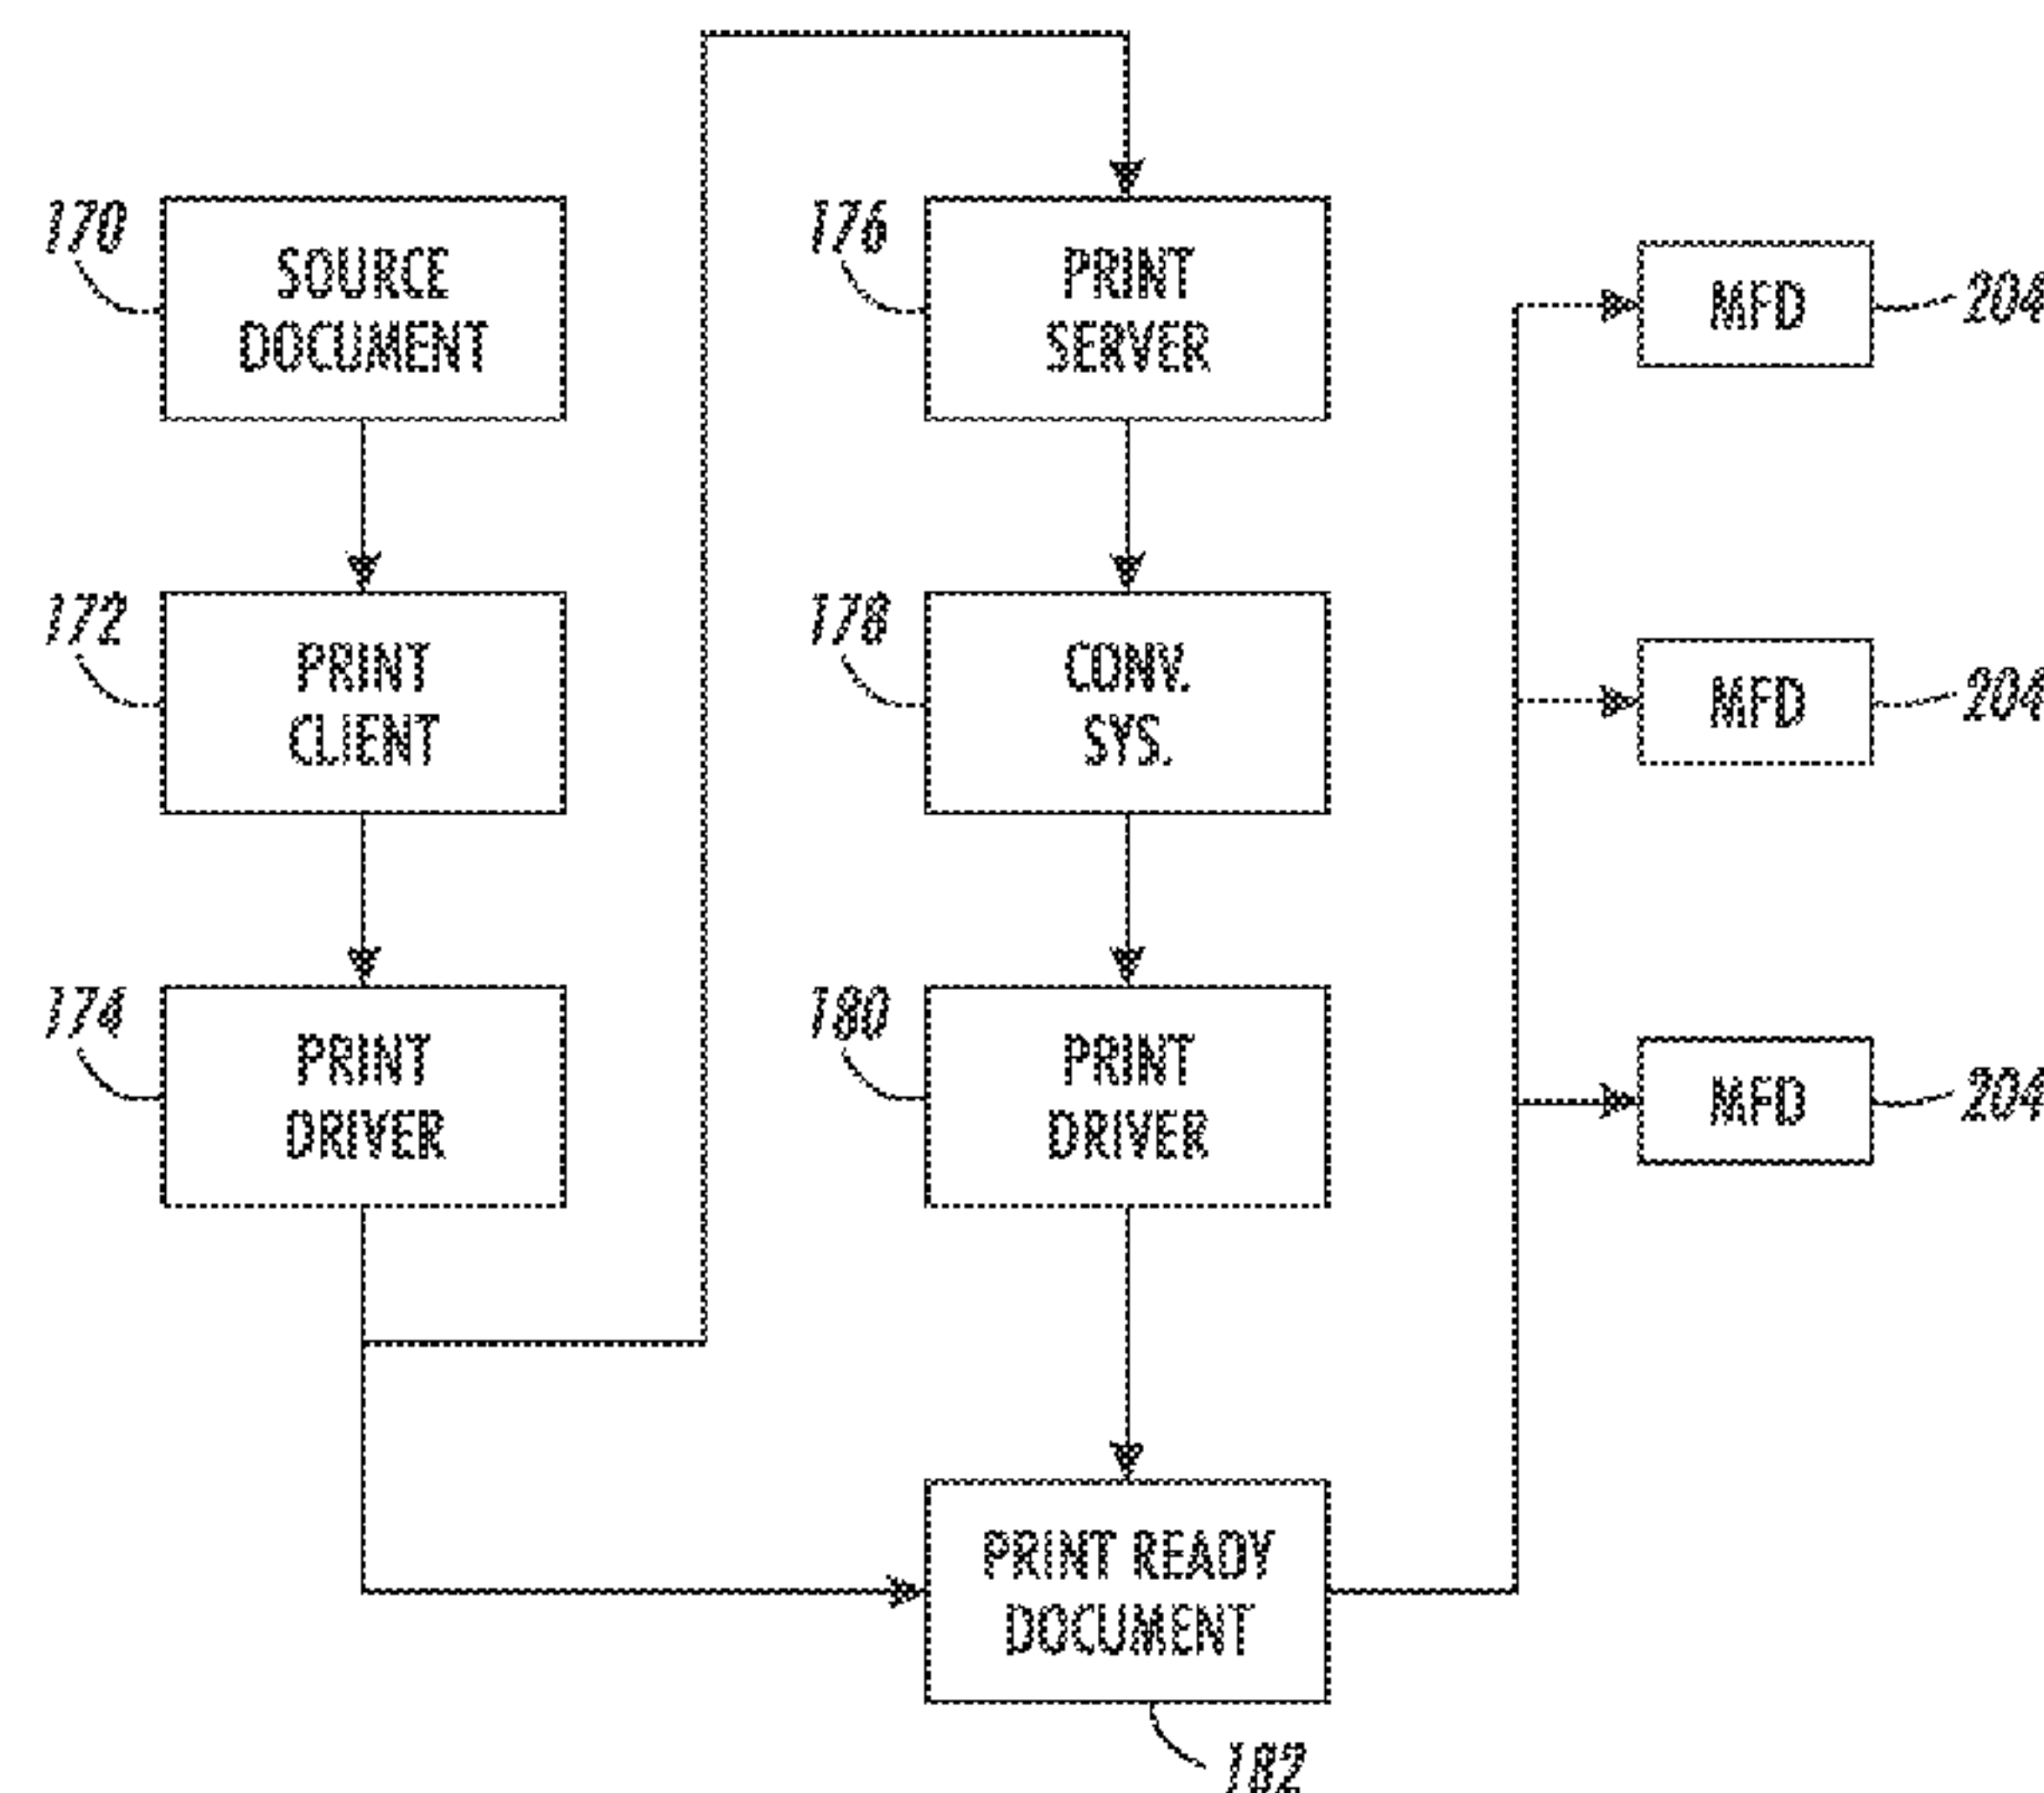 170
SOURCE
DOCUMENT
172
PRINT
CLIENT
174
PRINT
DRIVER
176
PRINT
SERVER
178
CONV.
SYS.
180
PRINT
DRIVER
PRINT READY
DOCUMENT
182
MFD
204
MFD
204
MFD
204